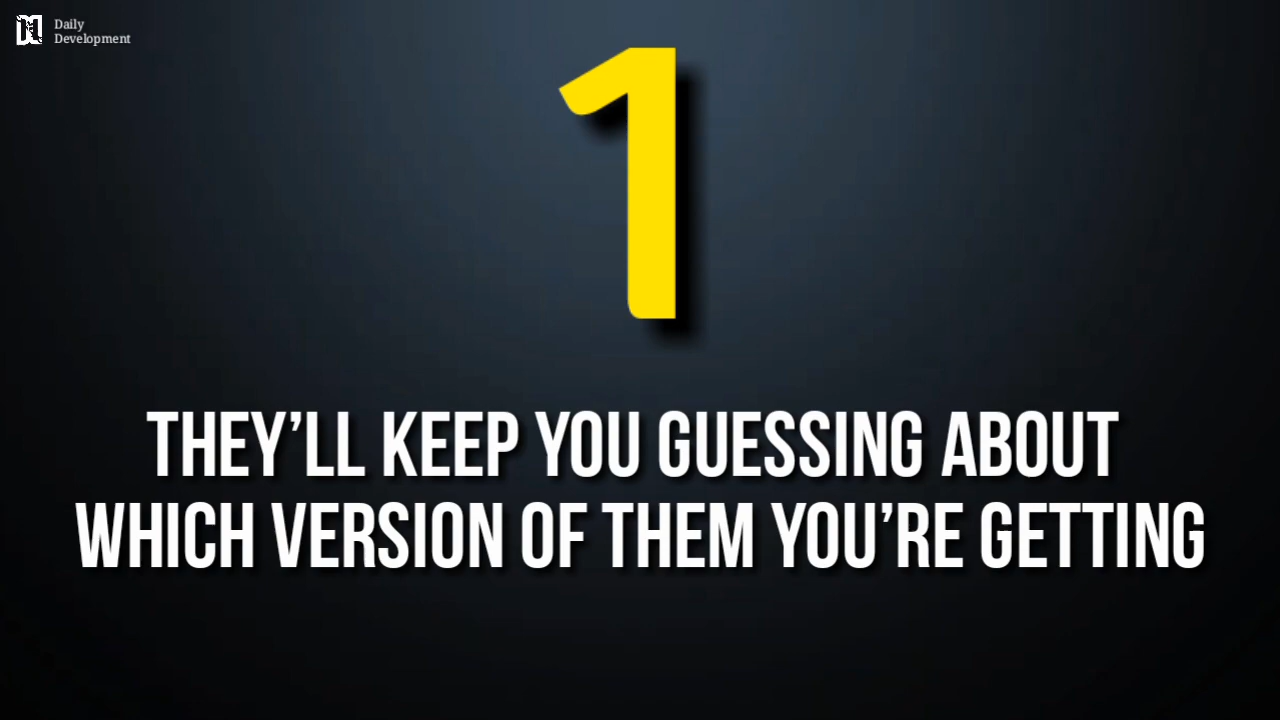 Daily
Development
1
THEY’LL KEEP YOU GUESSING ABOUT
WHICH VERSION OF THEM YOU’RE GETTING